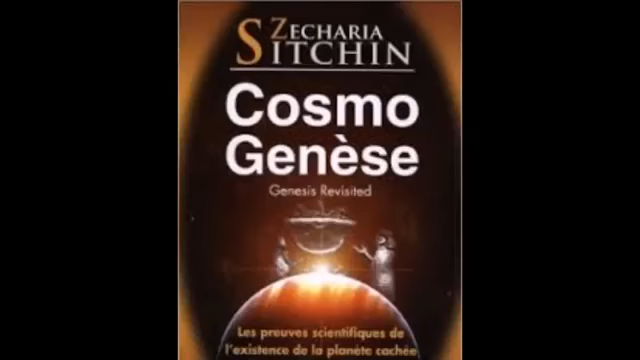 ZECHARIA
SITCHIN
Cosmo
Genèse
Genesis Revisited
Les preuves scientifiques de
l'existence de la planète cachée